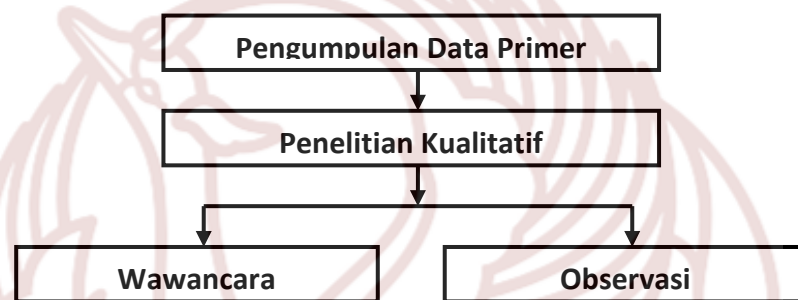 Pengumpulan Data Primer
Penelitian Kualitatif
Wawancara
Observasi